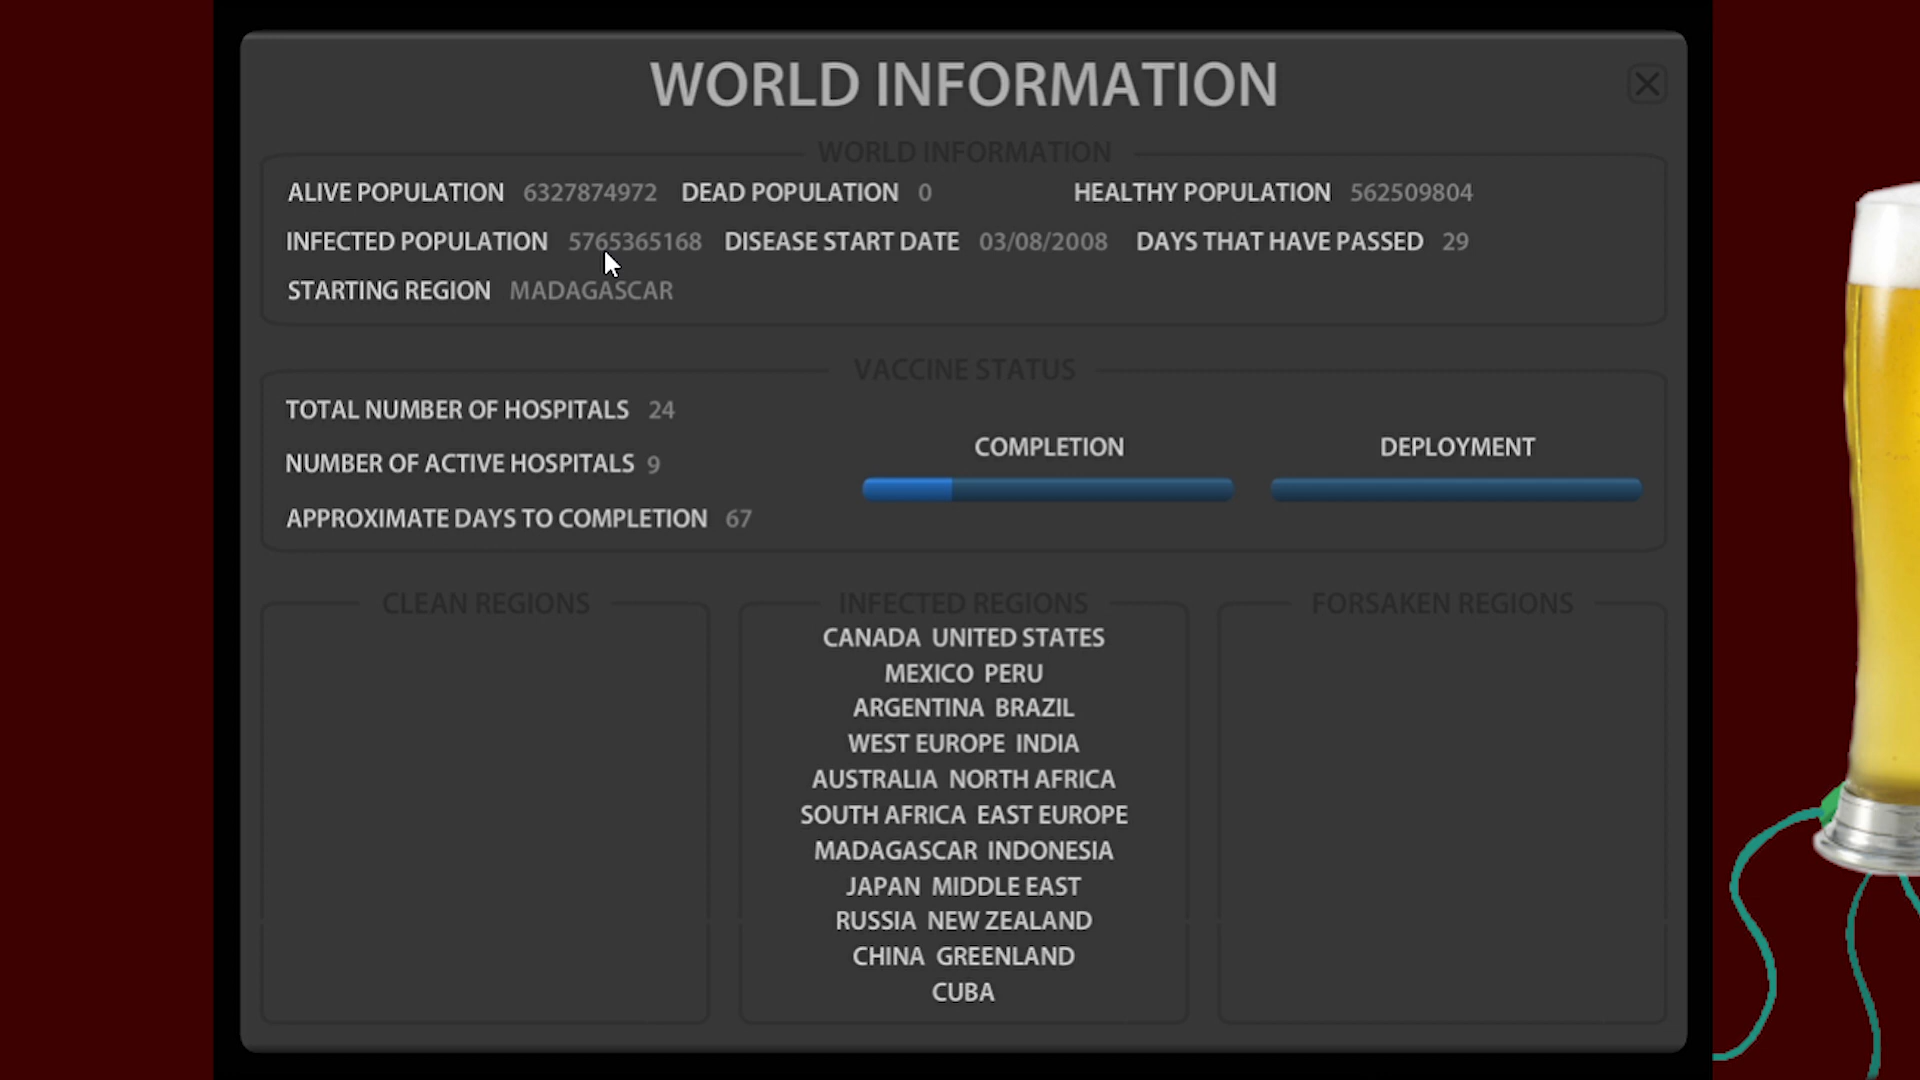 WORLD INFORMATION
WORLD INFORMATION
ALIVE POPULATION 6327874972 DEAD POPULATION 0 HEALTHY POPULATION 562509804
INFECTED POPULATION 5765365168 DISEASE START DATE 03/08/2008 DAYS THAT HAVE PASSED 29
STARTING REGION MADAGASCAR
VACCINE STATUS
TOTAL NUMBER OF HOSPITALS 24
NUMBER OF ACTIVE HOSPITALS 9
APPROXIMATE DAYS TO COMPLETION 67
COMPLETION DEPLOYMENT
CLEAN REGIONS INFECTED REGIONS FORSAKEN REGIONS
CANADA UNITED STATES
MEXICO PERU
ARGENTINA BRAZIL
WEST EUROPE INDIA
AUSTRALIA NORTH AFRICA
SOUTH AFRICA EAST EUROPE
MADAGASCAR INDONESIA
JAPAN MIDDLE EAST
RUSSIA NEW ZEALAND
CHINA GREENLAND
CUBA